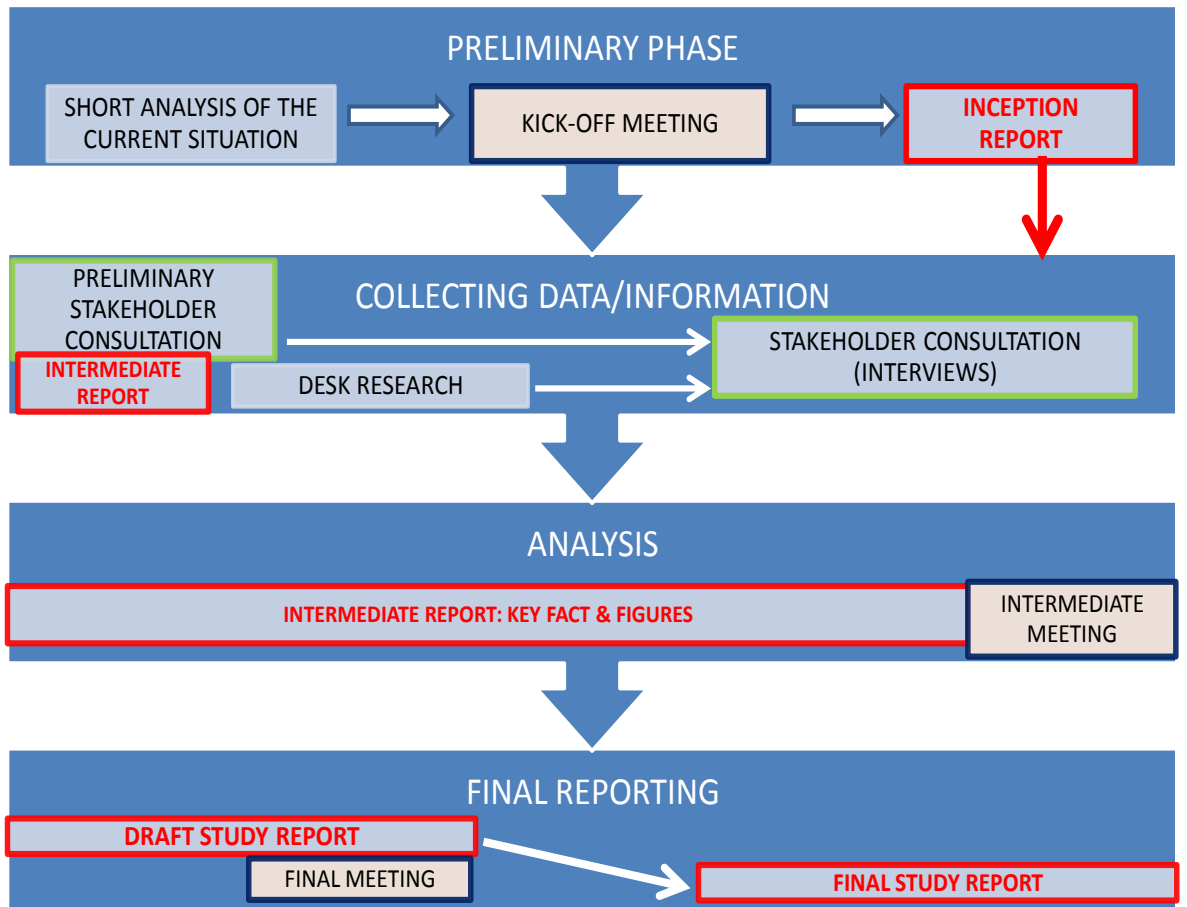 PRELIMINARY PHASE
SHORT ANALYSIS OF THE
CURRENT SITUATION
KICK-OFF MEETING
INCEPTION
REPORT
COLLECTING DATA/INFORMATION
PRELIMINARY
STAKEHOLDER
CONSULTATION
INTERMEDIATE
REPORT
DESK RESEARCH
STAKEHOLDER CONSULTATION
(INTERVIEWS)
ANALYSIS
INTERMEDIATE REPORT: KEY FACT & FIGURES
INTERMEDIATE
MEETING
FINAL REPORTING
DRAFT STUDY REPORT
FINAL MEETING
FINAL STUDY REPORT